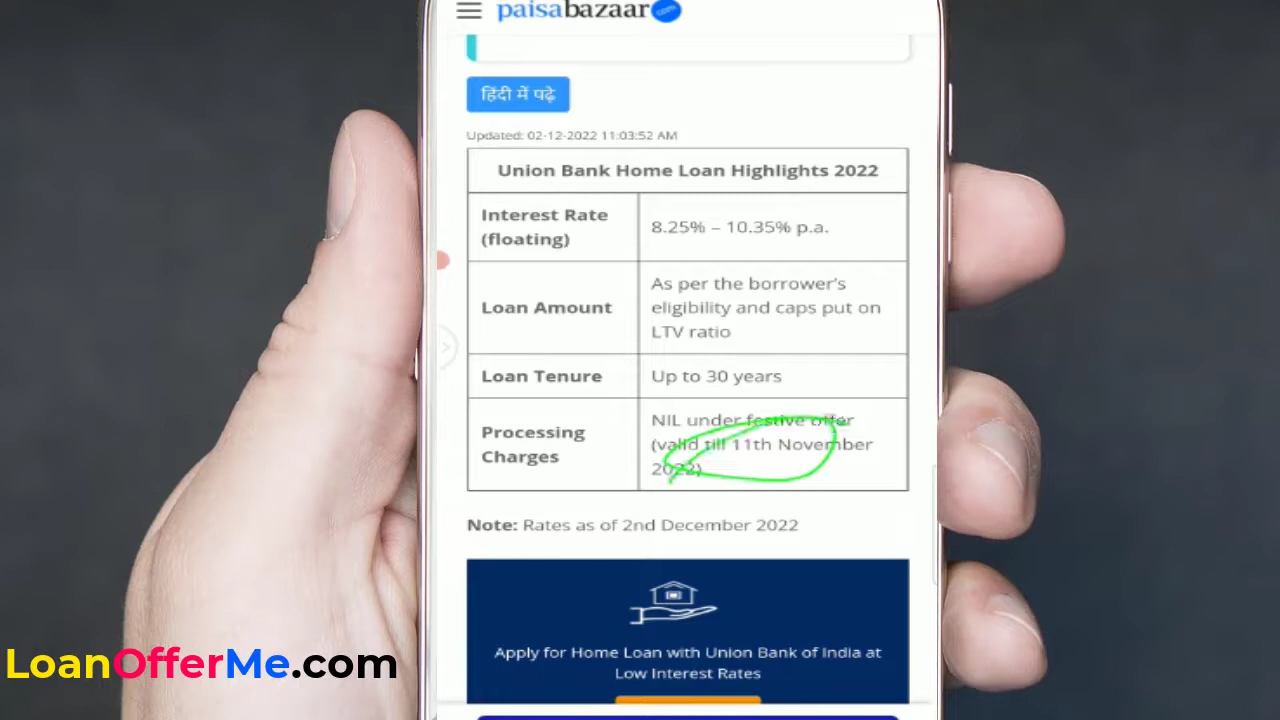 paisabazaar.com
हिंदी में पढ़े
Updated: 02-12-2022 11:03:52 AM
Union Bank Home Loan Highlights 2022
Interest Rate
(floating)
8.25% – 10.35% p.a.
Loan Amount
As per the borrower's
eligibility and caps put on
LTV ratio
Loan Tenure
Up to 30 years
Processing
Charges
NIL under festive offer
(valid till 11th November
2022)
Note: Rates as of 2nd December 2022
Apply for Home Loan with Union Bank of India at
Low Interest Rates
LoanOfferMe.com